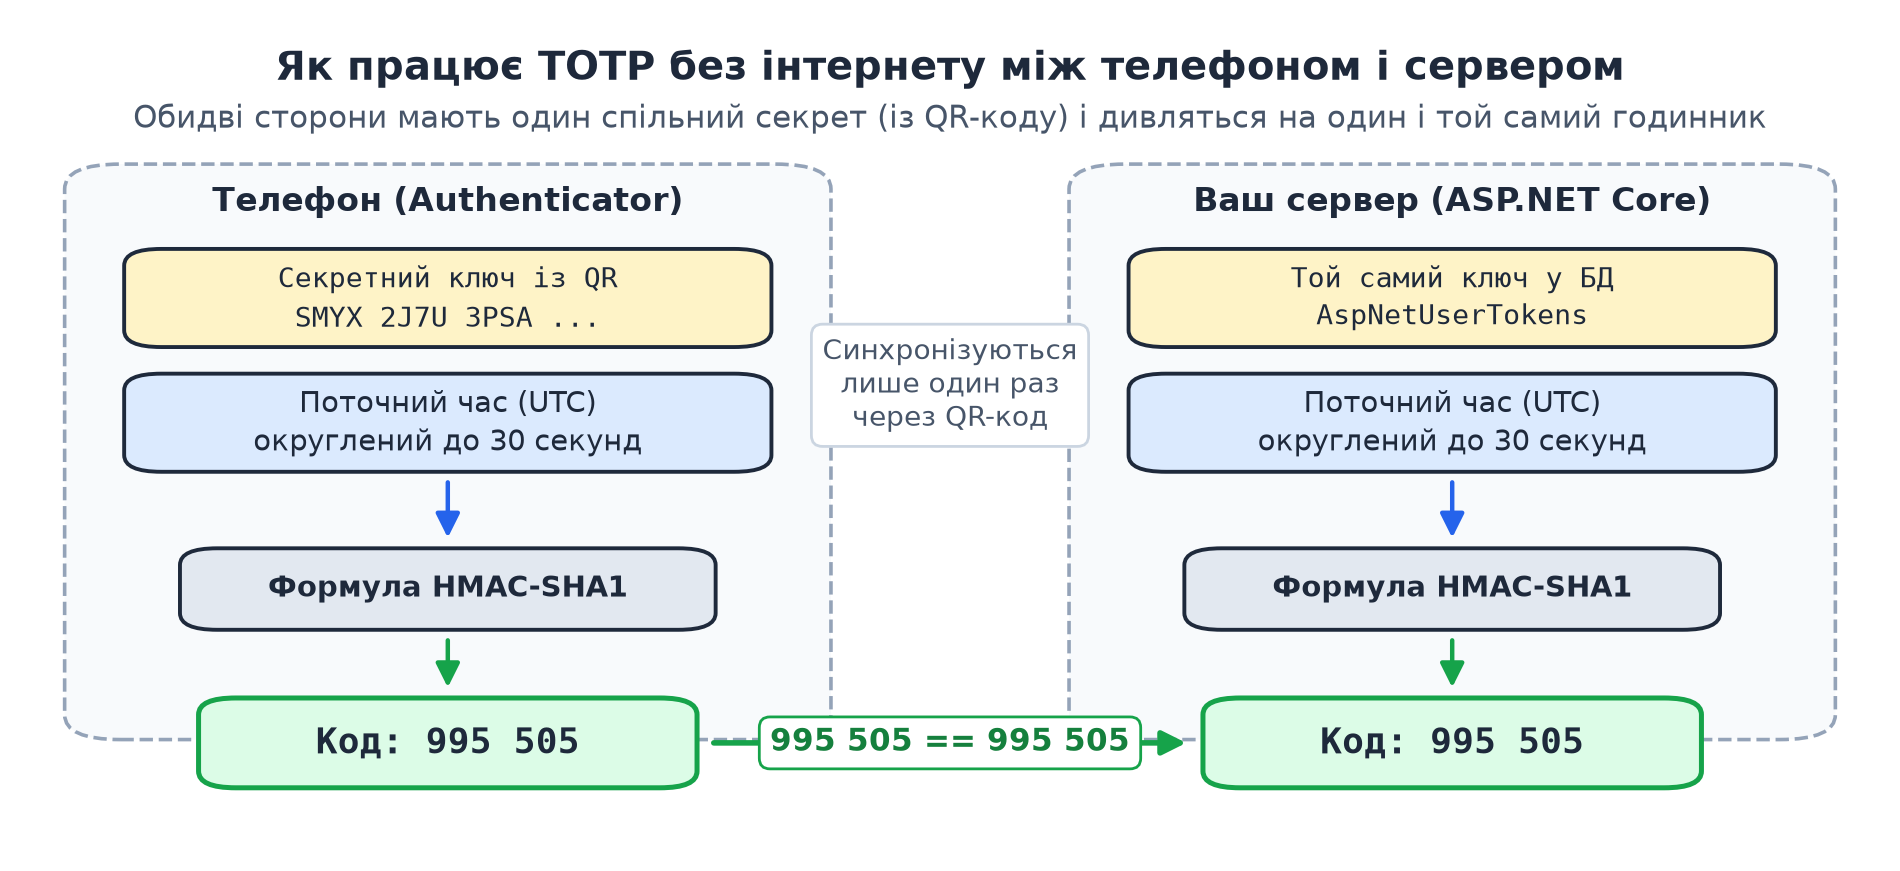 Як працює TOTP без інтернету між телефоном і сервером
Обидві сторони мають один спільний секрет (із QR-коду) і дивляться на один і той самий годинник
Телефон (Authenticator)
Секретний ключ із QR
SMYX 2J7U 3PSA ...
Поточний час (UTC)
округлений до 30 секунд
Формула HMAC-SHA1
Код: 995 505
Синхронізуються
лише один раз
через QR-код
995 505 == 995 505
Ваш сервер (ASP.NET Core)
Той самий ключ у БД
AspNetUserTokens
Поточний час (UTC)
округлений до 30 секунд
Формула HMAC-SHA1
Код: 995 505